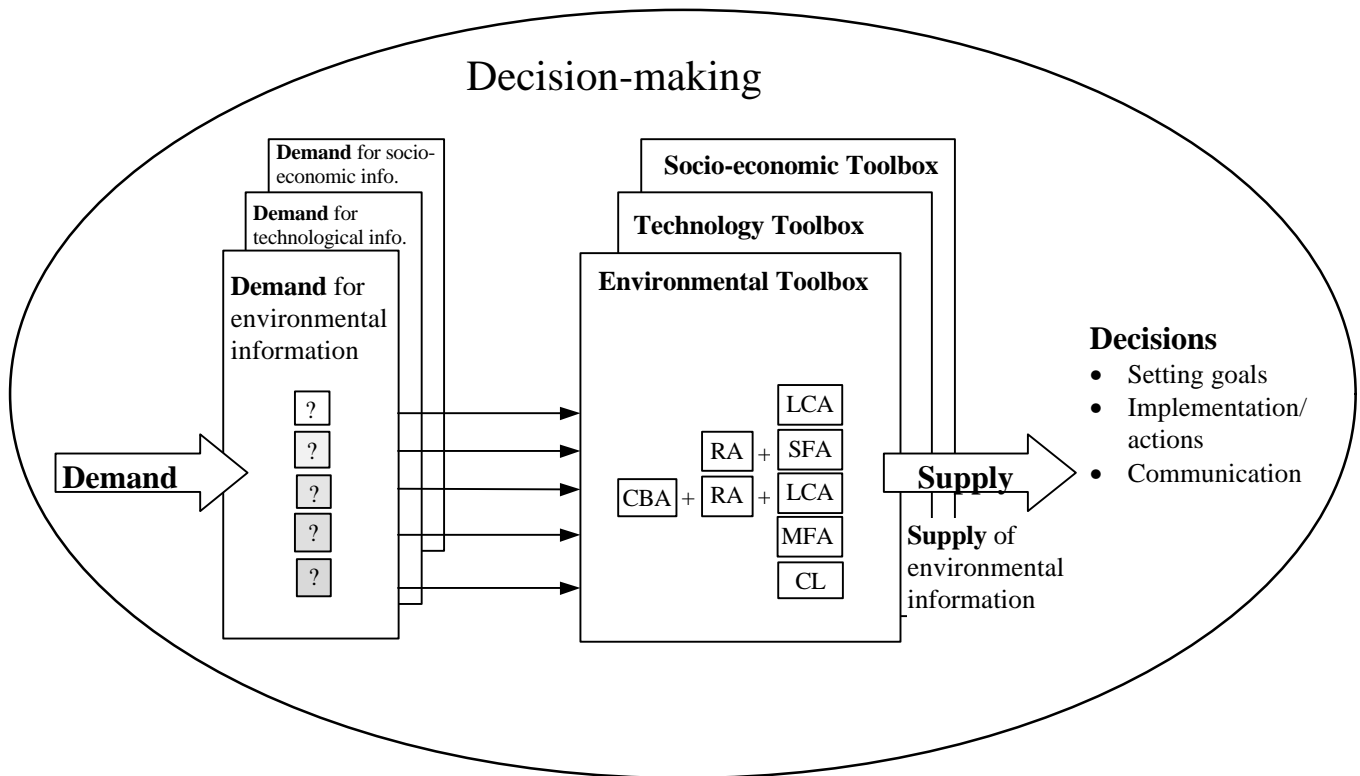 Decision-making
Demand for socio-
economic info.
Demand for
technological info.
Demand for
environmental
information
?
?
?
?
?
Demand
Socio-economic Toolbox
Technology Toolbox
Environmental Toolbox
LCA
RA + SFA
CBA + RA + LCA
MFA
CL
Supply
Supply of
environmental
information
Decisions
• Setting goals
• Implementation/
actions
• Communication